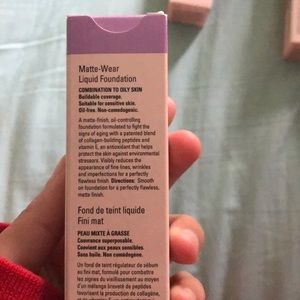 Matte-Wear
Liquid Foundation
COMBINATION TO OILY SKIN
Buildable coverage.
Suitable for sensitive skin.
Oil-free. Non-comedogenic.
A matte-finish, oil-controlling
foundation formulated to fight the
signs of aging with a patented blend
of collagen-building peptides and
vitamin E, an antioxidant that helps
protect the skin against environmental
stressors. Visibly reduces the
appearance of fine lines, wrinkles
and imperfections for a perfectly
flawless finish. Directions: Smooth
on foundation for a perfectly flawless,
matte finish.
Fond de teint liquide
Fini mat
PEAU MIXTE À GRASSE
Couvrance superposable.
Convient aux peaux sensibles.
Sans huile. Non comédogène.
Un fond de teint régulateur de sébum
au fini mat, formulé pour combattre
les signes du vieillissement au moyen
d'un mélange breveté de peptides
favorisant la production de collagène,